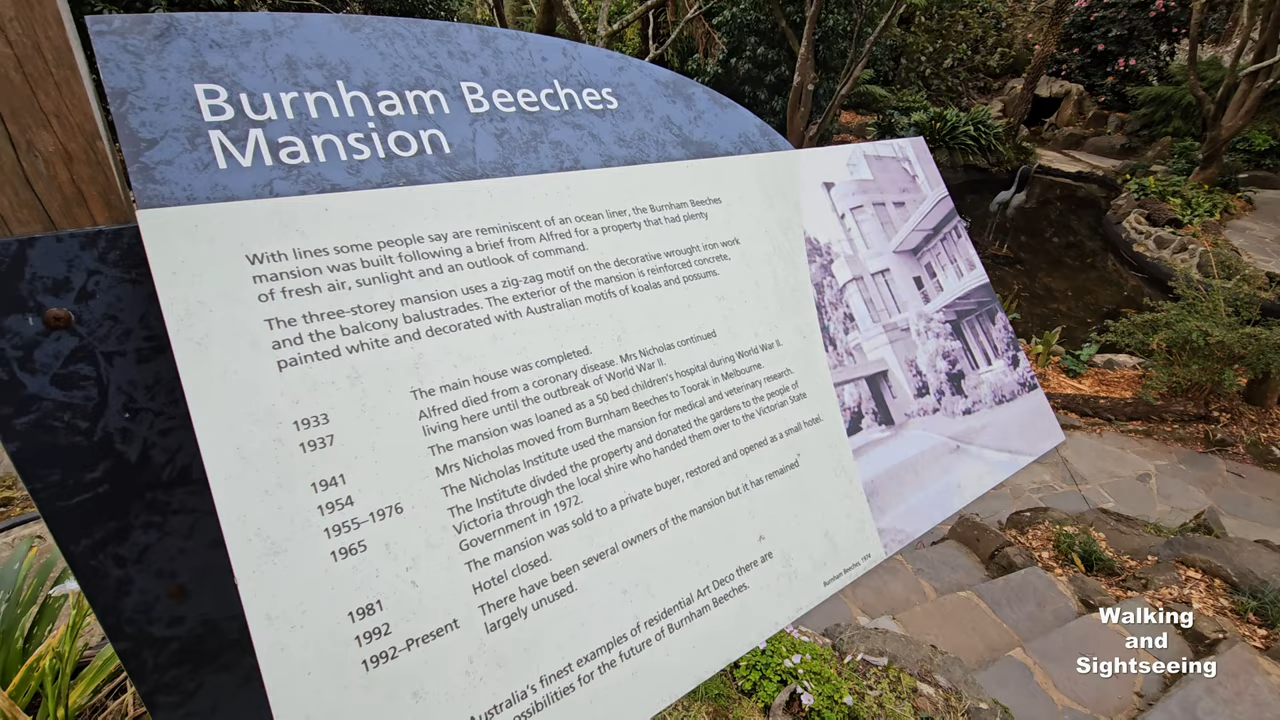 Burnham Beeches
Mansion
With lines some people say are reminiscent of an ocean liner, the Burnham Beeches
mansion was built following a brief from Alfred for a property that had plenty
of fresh air, sunlight and an outlook of command.
The three-storey mansion uses a zig-zag motif on the decorative wrought iron work
and the balcony balustrades. The exterior of the mansion is reinforced concrete,
painted white and decorated with Australian motifs of koalas and possums.
1933 The main house was completed.
1937 Alfred died from a coronary disease. Mrs Nicholas continued
living here until the outbreak of World War II.
1941 The mansion was loaned as a 50 bed children's hospital during World War II.
1954 Mrs Nicholas moved from Burnham Beeches to Toorak in Melbourne.
1955–1976 The Nicholas Institute used the mansion for medical and veterinary research.
1965 The Institute divided the property and donated the gardens to the people of
Victoria through the local shire who handed them over to the Victorian State
Government in 1972.
1981 The mansion was sold to a private buyer, restored and opened as a small hotel.
1992 Hotel closed.
1992–Present There have been several owners of the mansion but it has remained
largely unused.
Australia's finest examples of residential Art Deco there are
possibilities for the future of Burnham Beeches.
Burnham Beeches, 1974
Walking
and
Sightseeing